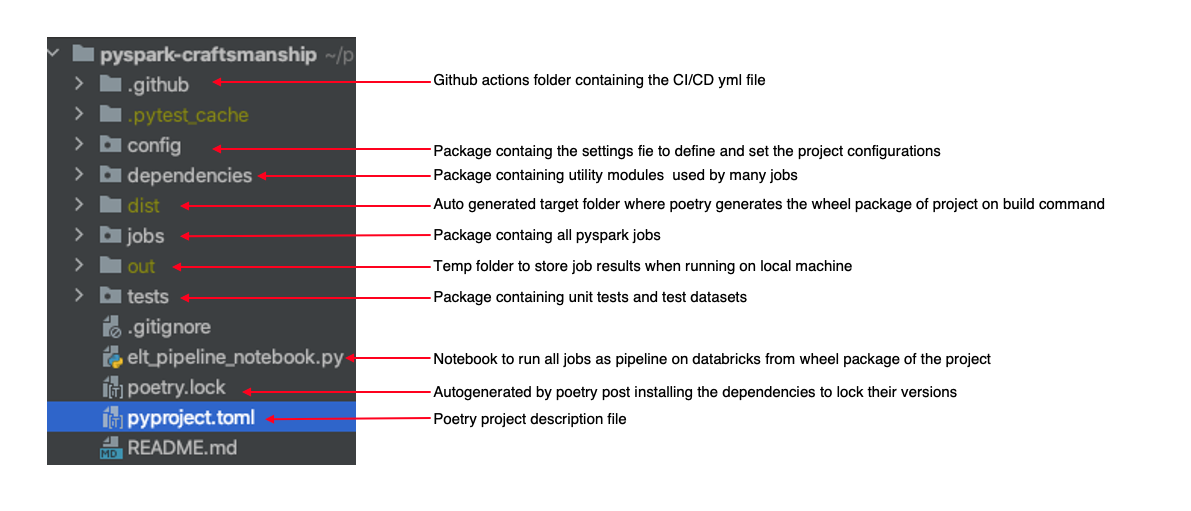 pyspark-craftsmanship ~/p
.github
Github actions folder containing the CI/CD yml file
.pytest_cache
config
Package containg the settings fie to define and set the project configurations
dependencies
Package containing utility modules used by many jobs
dist
Auto generated target folder where poetry generates the wheel package of project on build command
jobs
Package containg all pyspark jobs
out
Temp folder to store job results when running on local machine
tests
Package containing unit tests and test datasets
.gitignore
elt_pipeline_notebook.py
Notebook to run all jobs as pipeline on databricks from wheel package of the project
poetry.lock
Autogenerated by poetry post installing the dependencies to lock their versions
pyproject.toml
Poetry project description file
MD README.md